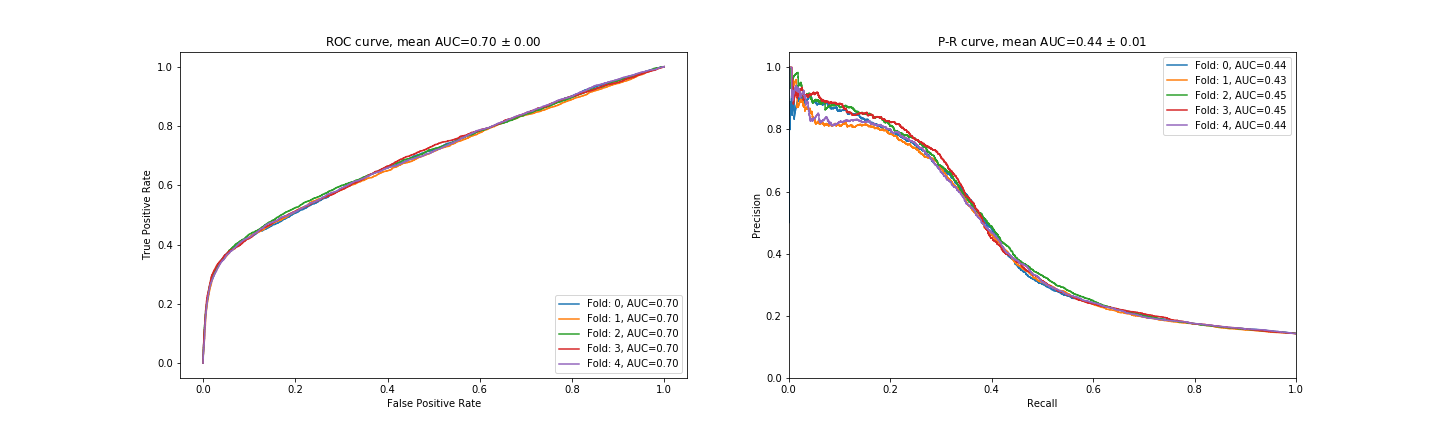 ROC curve, mean AUC=0.70 ± 0.00
True Positive Rate
1.0
0.8
0.6
0.4
0.2
0.0
Fold: 0, AUC=0.70
Fold: 1, AUC=0.70
Fold: 2, AUC=0.70
Fold: 3, AUC=0.70
Fold: 4, AUC=0.70
0.0 0.2 0.4 0.6 0.8 1.0
False Positive Rate
P-R curve, mean AUC=0.44 ± 0.01
Precision
1.0
0.8
0.6
0.4
0.2
0.0
Fold: 0, AUC=0.44
Fold: 1, AUC=0.43
Fold: 2, AUC=0.45
Fold: 3, AUC=0.45
Fold: 4, AUC=0.44
0.0 0.2 0.4 0.6 0.8 1.0
Recall